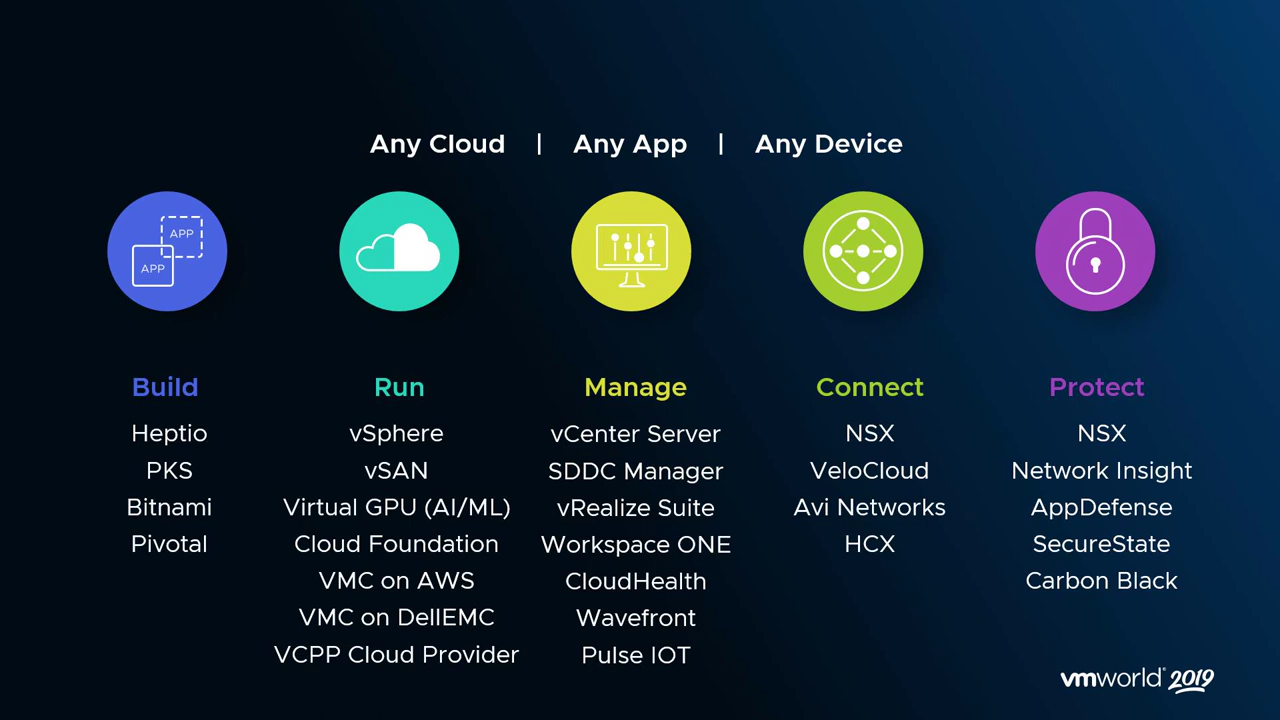 Any Cloud | Any App | Any Device
APP
APP
Build
Heptio
PKS
Bitnami
Pivotal
Run
vSphere
vSAN
Virtual GPU (AI/ML)
Cloud Foundation
VMC on AWS
VMC on DellEMC
VCPP Cloud Provider
Manage
vCenter Server
SDDC Manager
vRealize Suite
Workspace ONE
CloudHealth
Wavefront
Pulse IOT
Connect
NSX
VeloCloud
Avi Networks
HCX
Protect
NSX
Network Insight
AppDefense
SecureState
Carbon Black
vmworld® 2019